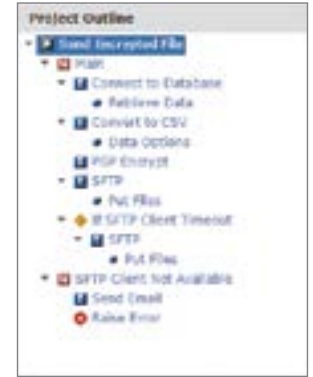 Project Outline
Send Encrypted File
Main
Connect to Database
Retrieve Data
Convert to CSV
Data Options
PGP Encrypt
SFTP
Put Files
If SFTP Client Timeout
SFTP
Put Files
SFTP Client Not Available
Send Email
Raise Error